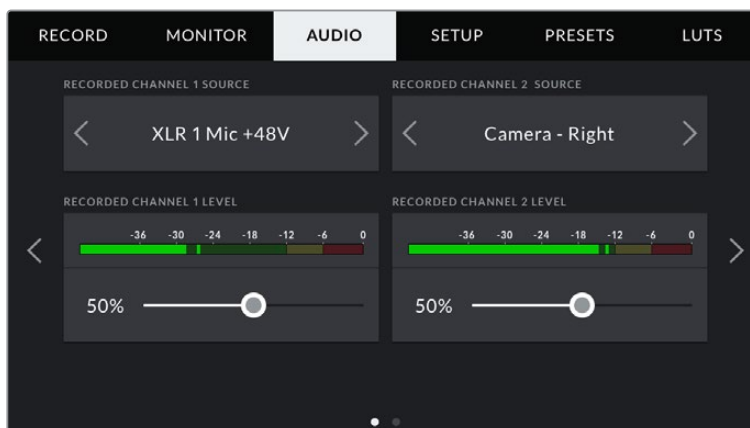 RECORD MONITOR AUDIO SETUP PRESETS LUTS
RECORDED CHANNEL 1 SOURCE RECORDED CHANNEL 2 SOURCE
XLR 1 Mic +48V Camera - Right
RECORDED CHANNEL 1 LEVEL RECORDED CHANNEL 2 LEVEL
-36 -30 -24 -18 -12 -6 0 -36 -30 -24 -18 -12 -6 0
50% 50%